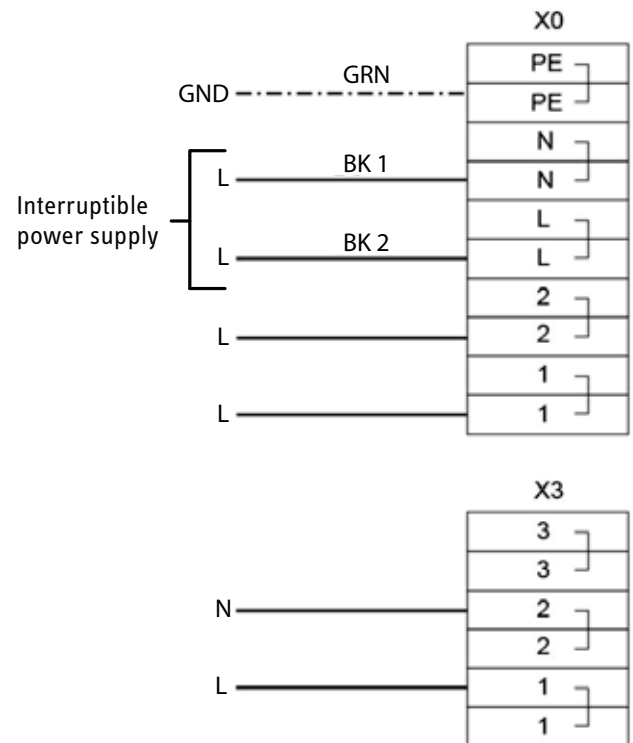 X0
PE
GND GRN PE
N
L BK 1 N
Interruptible
power supply
L
L BK 2 L
2
L 2
1
L 1
X3
3
3
N 2
2
L 1
1